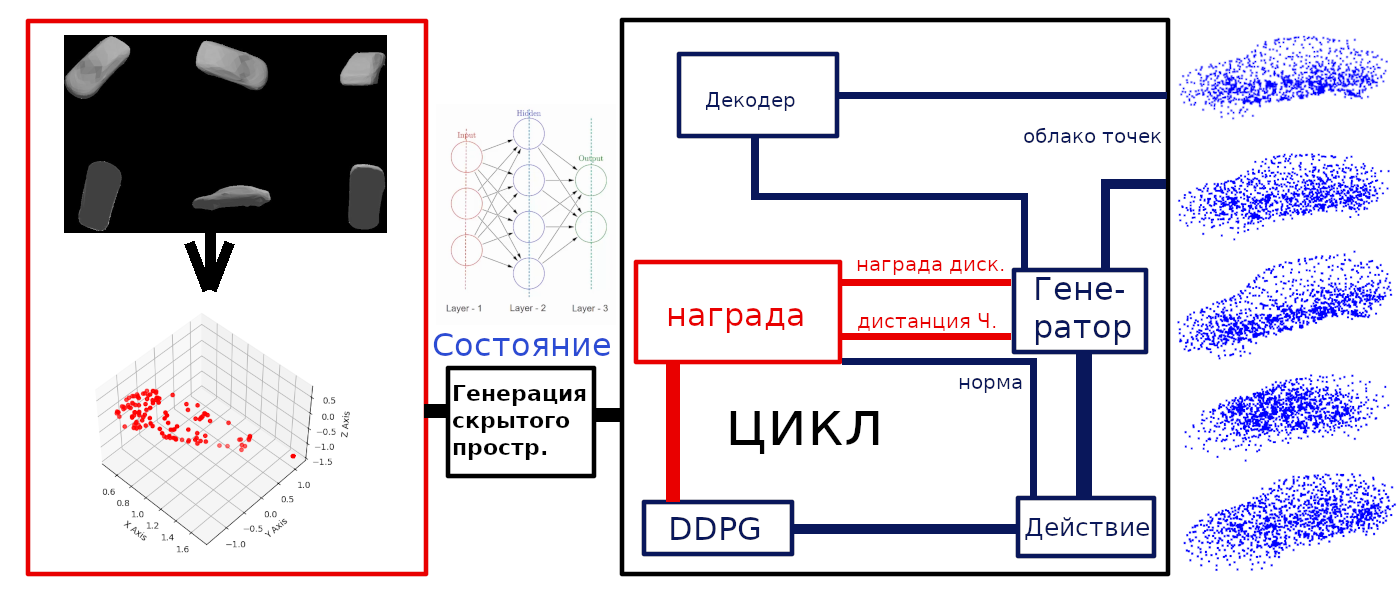 Input
Hidden
Output
Layer - 1
Layer - 2
Layer - 3
Состояние
Генерация
скрытого
простр.
Декодер
облако точек
награда диск.
награда
дистанция Ч.
Гене-
ратор
норма
ЦИКЛ
DDPG
Действие
0.5
0.0
−0.5
−1.0
−1.5
Z Axis
0.6
0.8
1.0
1.2
1.4
1.6
X Axis
1.0
0.5
0.0
−0.5
−1.0
Y Axis